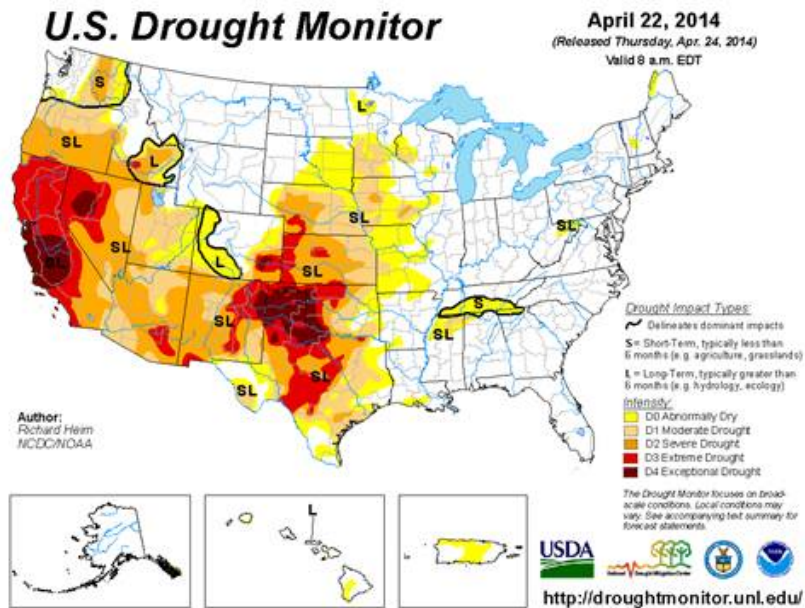 U.S. Drought Monitor
April 22, 2014
(Released Thursday, Apr. 24, 2014)
Valid 8 a.m. EDT
S
L
SL
L
SL
SL
SL
L
SL
SL
SL
SL
S
SL
SL
Drought Impact Types:
Delineates dominant impacts
S = Short-Term, typically less than
6 months (e.g. agriculture, grasslands)
L = Long-Term, typically greater than
6 months (e.g. hydrology, ecology)
Intensity:
D0 Abnormally Dry
D1 Moderate Drought
D2 Severe Drought
D3 Extreme Drought
D4 Exceptional Drought
Author:
Richard Heim
NCDC/NOAA
The Drought Monitor focuses on broad-
scale conditions. Local conditions may
vary. See accompanying text summary for
forecast statements.
L
USDA
National Drought Mitigation Center
http://droughtmonitor.unl.edu/